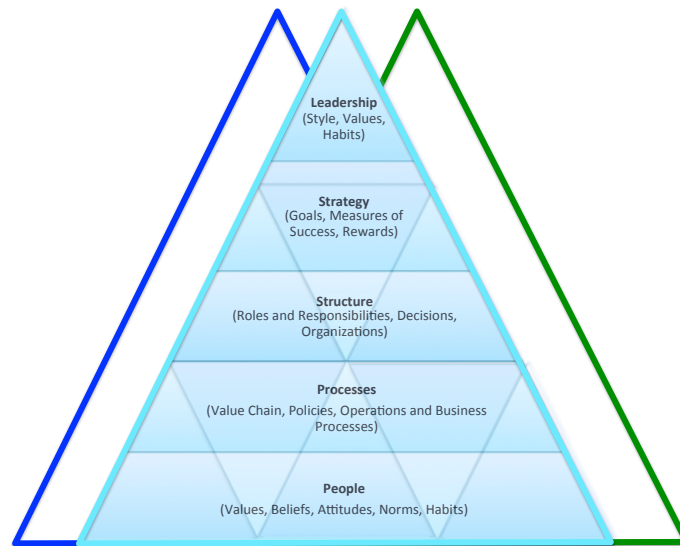 Leadership
(Style, Values,
Habits)
Strategy
(Goals, Measures of
Success, Rewards)
Structure
(Roles and Responsibilities, Decisions,
Organizations)
Processes
(Value Chain, Policies, Operations and Business
Processes)
People
(Values, Beliefs, Attitudes, Norms, Habits)